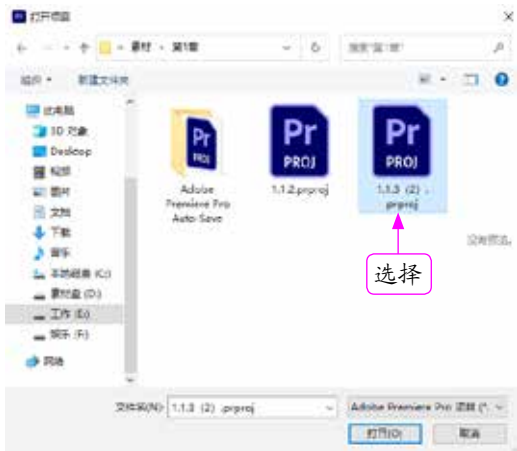 打开项目
素材 › 第1章
搜索"第1章"
组织
新建文件夹
此电脑
3D 对象
Desktop
视频
图片
文档
下载
音乐
本地磁盘 (C:)
素材盘 (D:)
工作 (E:)
娱乐 (F:)
网络
Pr
PROJ
Adobe
Premiere Pro
Auto-Save
Pr
PROJ
1.1.2.prproj
Pr
PROJ
1.1.3 (2) .
prproj
选择
没有预览。
文件名(N):
1.1.3 (2) .prproj
Adobe Premiere Pro 项目 (*.
打开(O)
取消